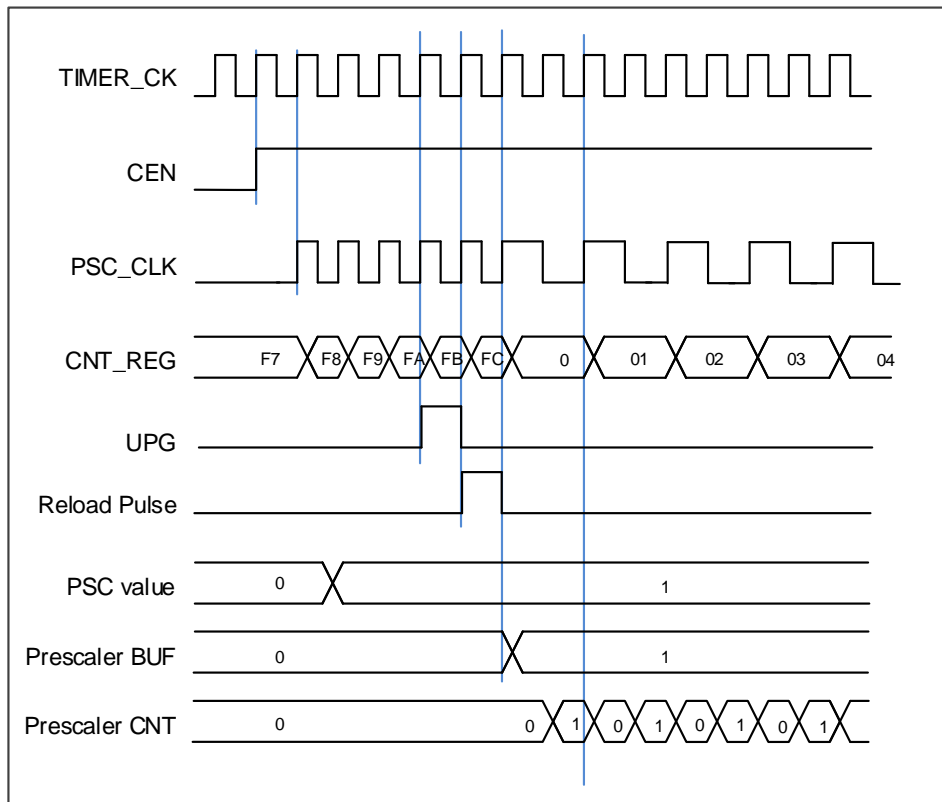 TIMER_CK
CEN
PSC_CLK
CNT_REG F7 F8 F9 FA FB FC 0 01 02 03 04
UPG
Reload Pulse
PSC value 0 1
Prescaler BUF 0 1
Prescaler CNT 0 0 1 0 1 0 1 0 1